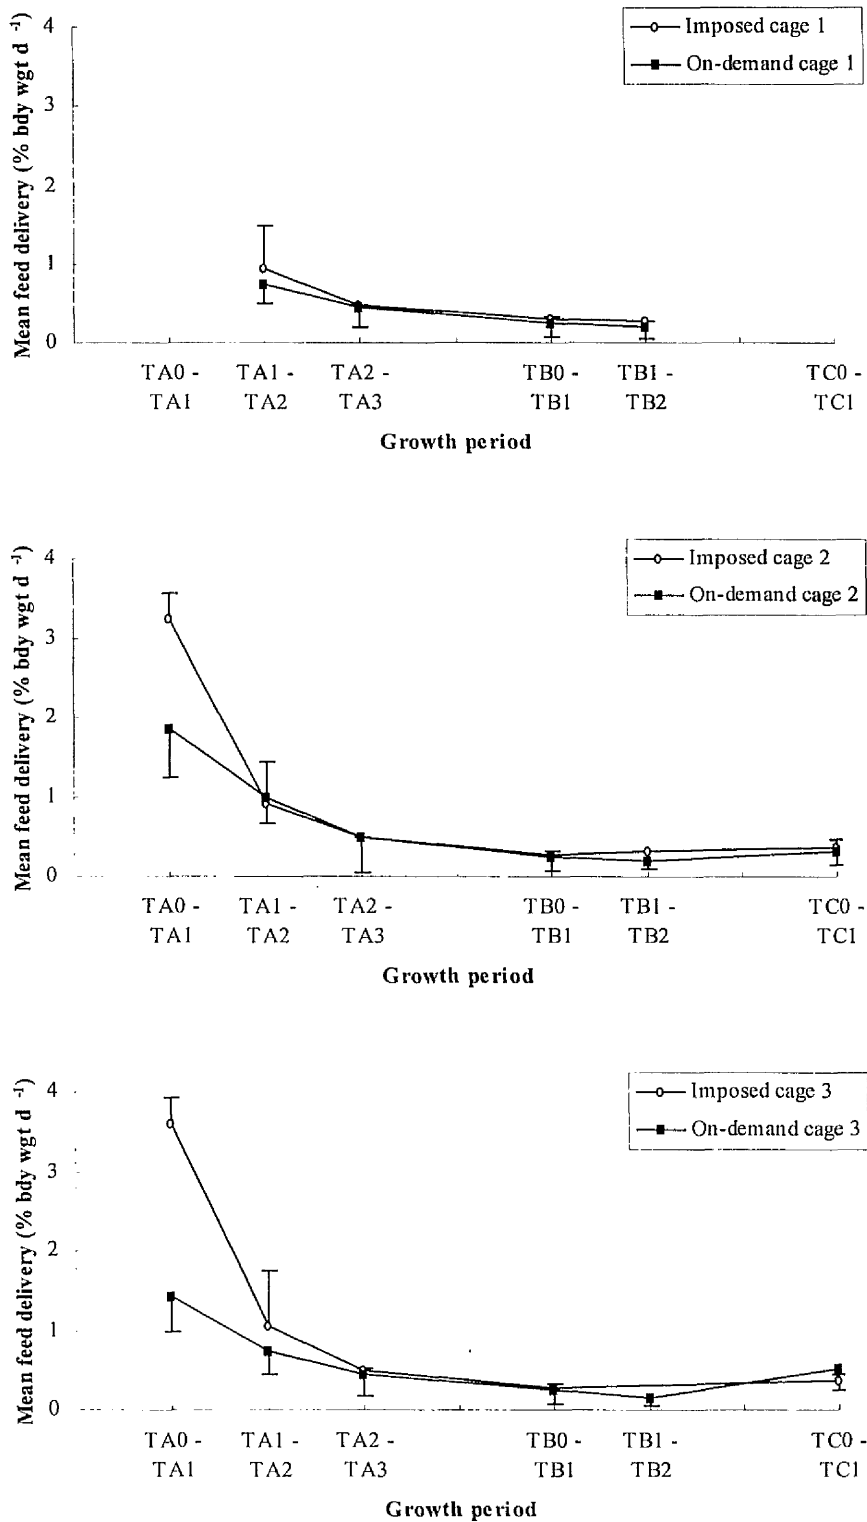 Mean feed delivery (% bdy wgt d -1)
4
3
2
1
0
Imposed cage 1
On-demand cage 1
TA0 - TA1 - TA2 - TB0 - TB1 - TC0 -
TA1 TA2 TA3 TB1 TB2 TC1
Growth period
Mean feed delivery (% bdy wgt d -1)
4
3
2
1
0
Imposed cage 2
On-demand cage 2
TA0 - TA1 - TA2 - TB0 - TB1 - TC0 -
TA1 TA2 TA3 TB1 TB2 TC1
Growth period
Mean feed delivery (% bdy wgt d -1)
4
3
2
1
0
Imposed cage 3
On-demand cage 3
TA0 - TA1 - TA2 - TB0 - TB1 - TC0 -
TA1 TA2 TA3 TB1 TB2 TC1
Growth period